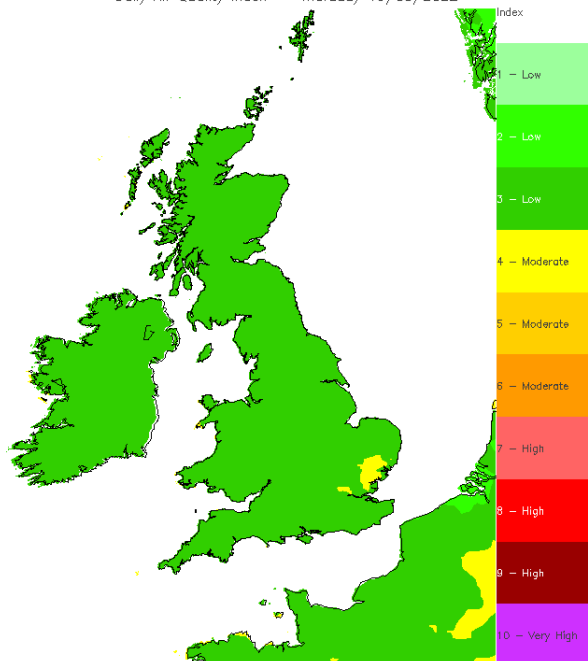 Index
1 - Low
2 - Low
3 - Low
4 - Moderate
5 - Moderate
6 - Moderate
7 - High
8 - High
9 - High
10 - Very High